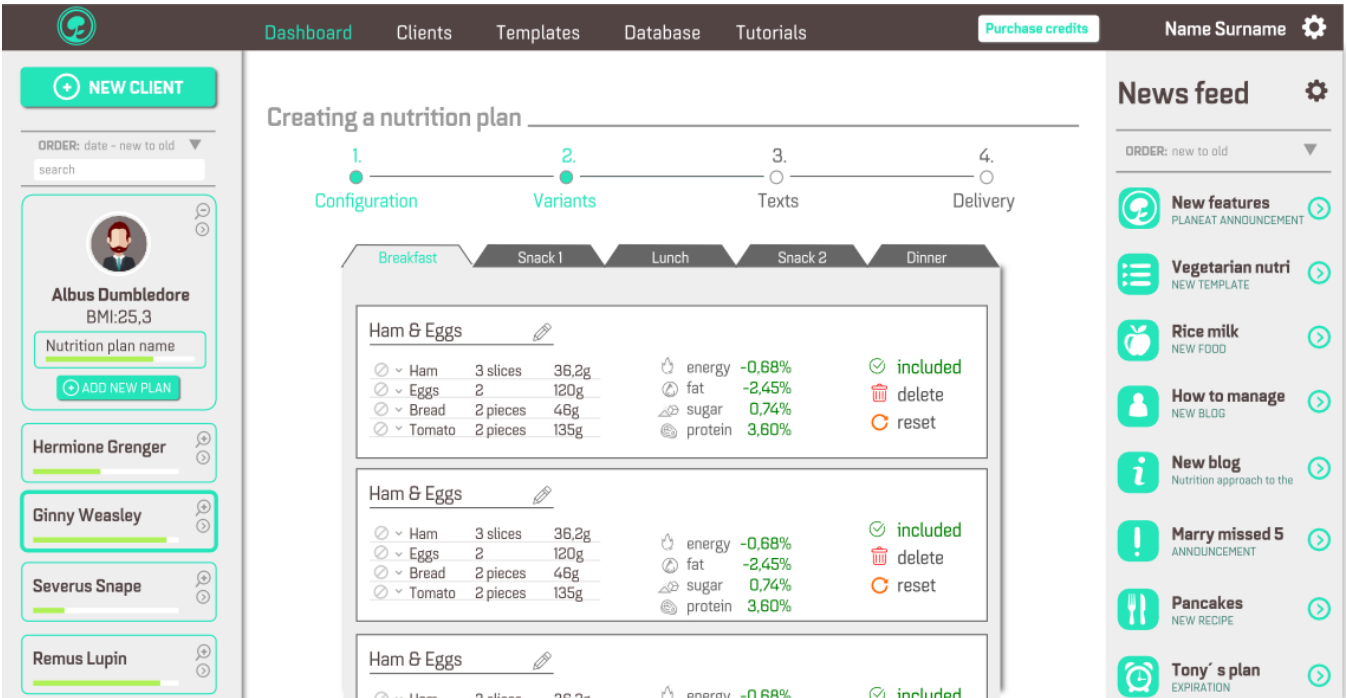 Dashboard Clients Templates Database Tutorials Purchase credits Name Surname
NEW CLIENT
ORDER: date - new to old
search
Albus Dumbledore
BMI:25,3
Nutrition plan name
ADD NEW PLAN
Hermione Grenger
Ginny Weasley
Severus Snape
Remus Lupin
Creating a nutrition plan
1. 2. 3. 4.
Configuration Variants Texts Delivery
Breakfast Snack 1 Lunch Snack 2 Dinner
Ham & Eggs
Ham 3 slices 36,2g
Eggs 2 120g
Bread 2 pieces 46g
Tomato 2 pieces 135g
energy -0,68%
fat -2,45%
sugar 0,74%
protein 3,60%
included
delete
reset
Ham & Eggs
Ham 3 slices 36,2g
Eggs 2 120g
Bread 2 pieces 46g
Tomato 2 pieces 135g
energy -0,68%
fat -2,45%
sugar 0,74%
protein 3,60%
included
delete
reset
Ham & Eggs
Ham 3 slices 36,2g
energy -0,68%
included
News feed
ORDER: new to old
New features
PLANEAT ANNOUNCEMENT
Vegetarian nutri
NEW TEMPLATE
Rice milk
NEW FOOD
How to manage
NEW BLOG
New blog
Nutrition approach to the
Marry missed 5
ANNOUNCEMENT
Pancakes
NEW RECIPE
Tony´s plan
EXPIRATION